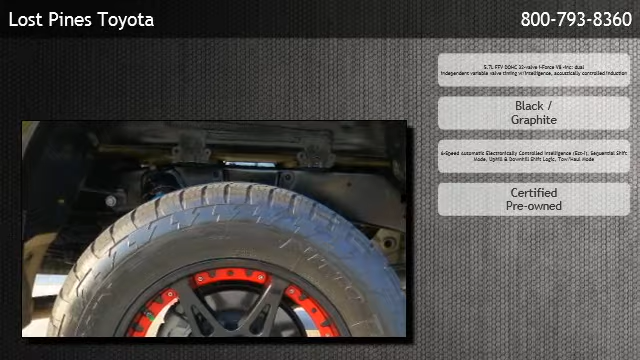 Lost Pines Toyota
800-793-8360
5.7L FFV DOHC 32-valve i-Force V8 -inc: dual
independent variable valve timing w/intelligence, acoustically controlled induction
Black /
Graphite
6-Speed Automatic Electronically Controlled Intelligence (Ect-i), Sequential Shift
Mode, Uphill & Downhill Shift Logic, Tow/Haul Mode
Certified
Pre-owned
NITTO